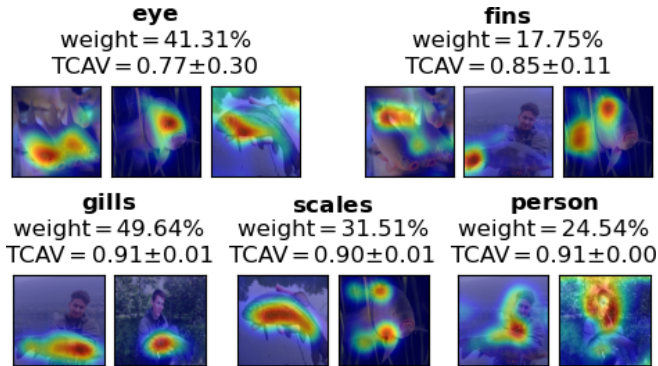 eye
weight=41.31%
TCAV=0.77±0.30
fins
weight=17.75%
TCAV=0.85±0.11
gills
weight=49.64%
TCAV=0.91±0.01
scales
weight=31.51%
TCAV=0.90±0.01
person
weight=24.54%
TCAV=0.91±0.00